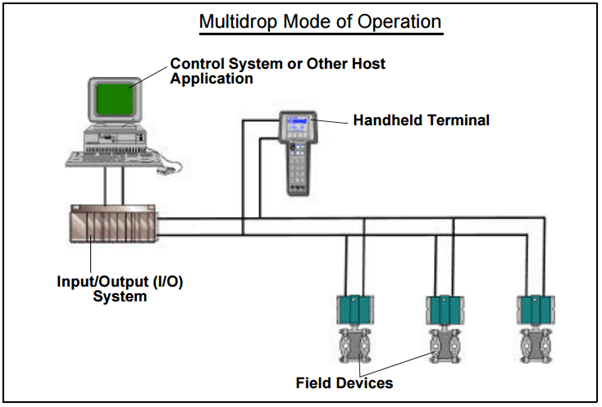 Multidrop Mode of Operation
Control System or Other Host
Application
Handheld Terminal
Input/Output (I/O)
System
Field Devices